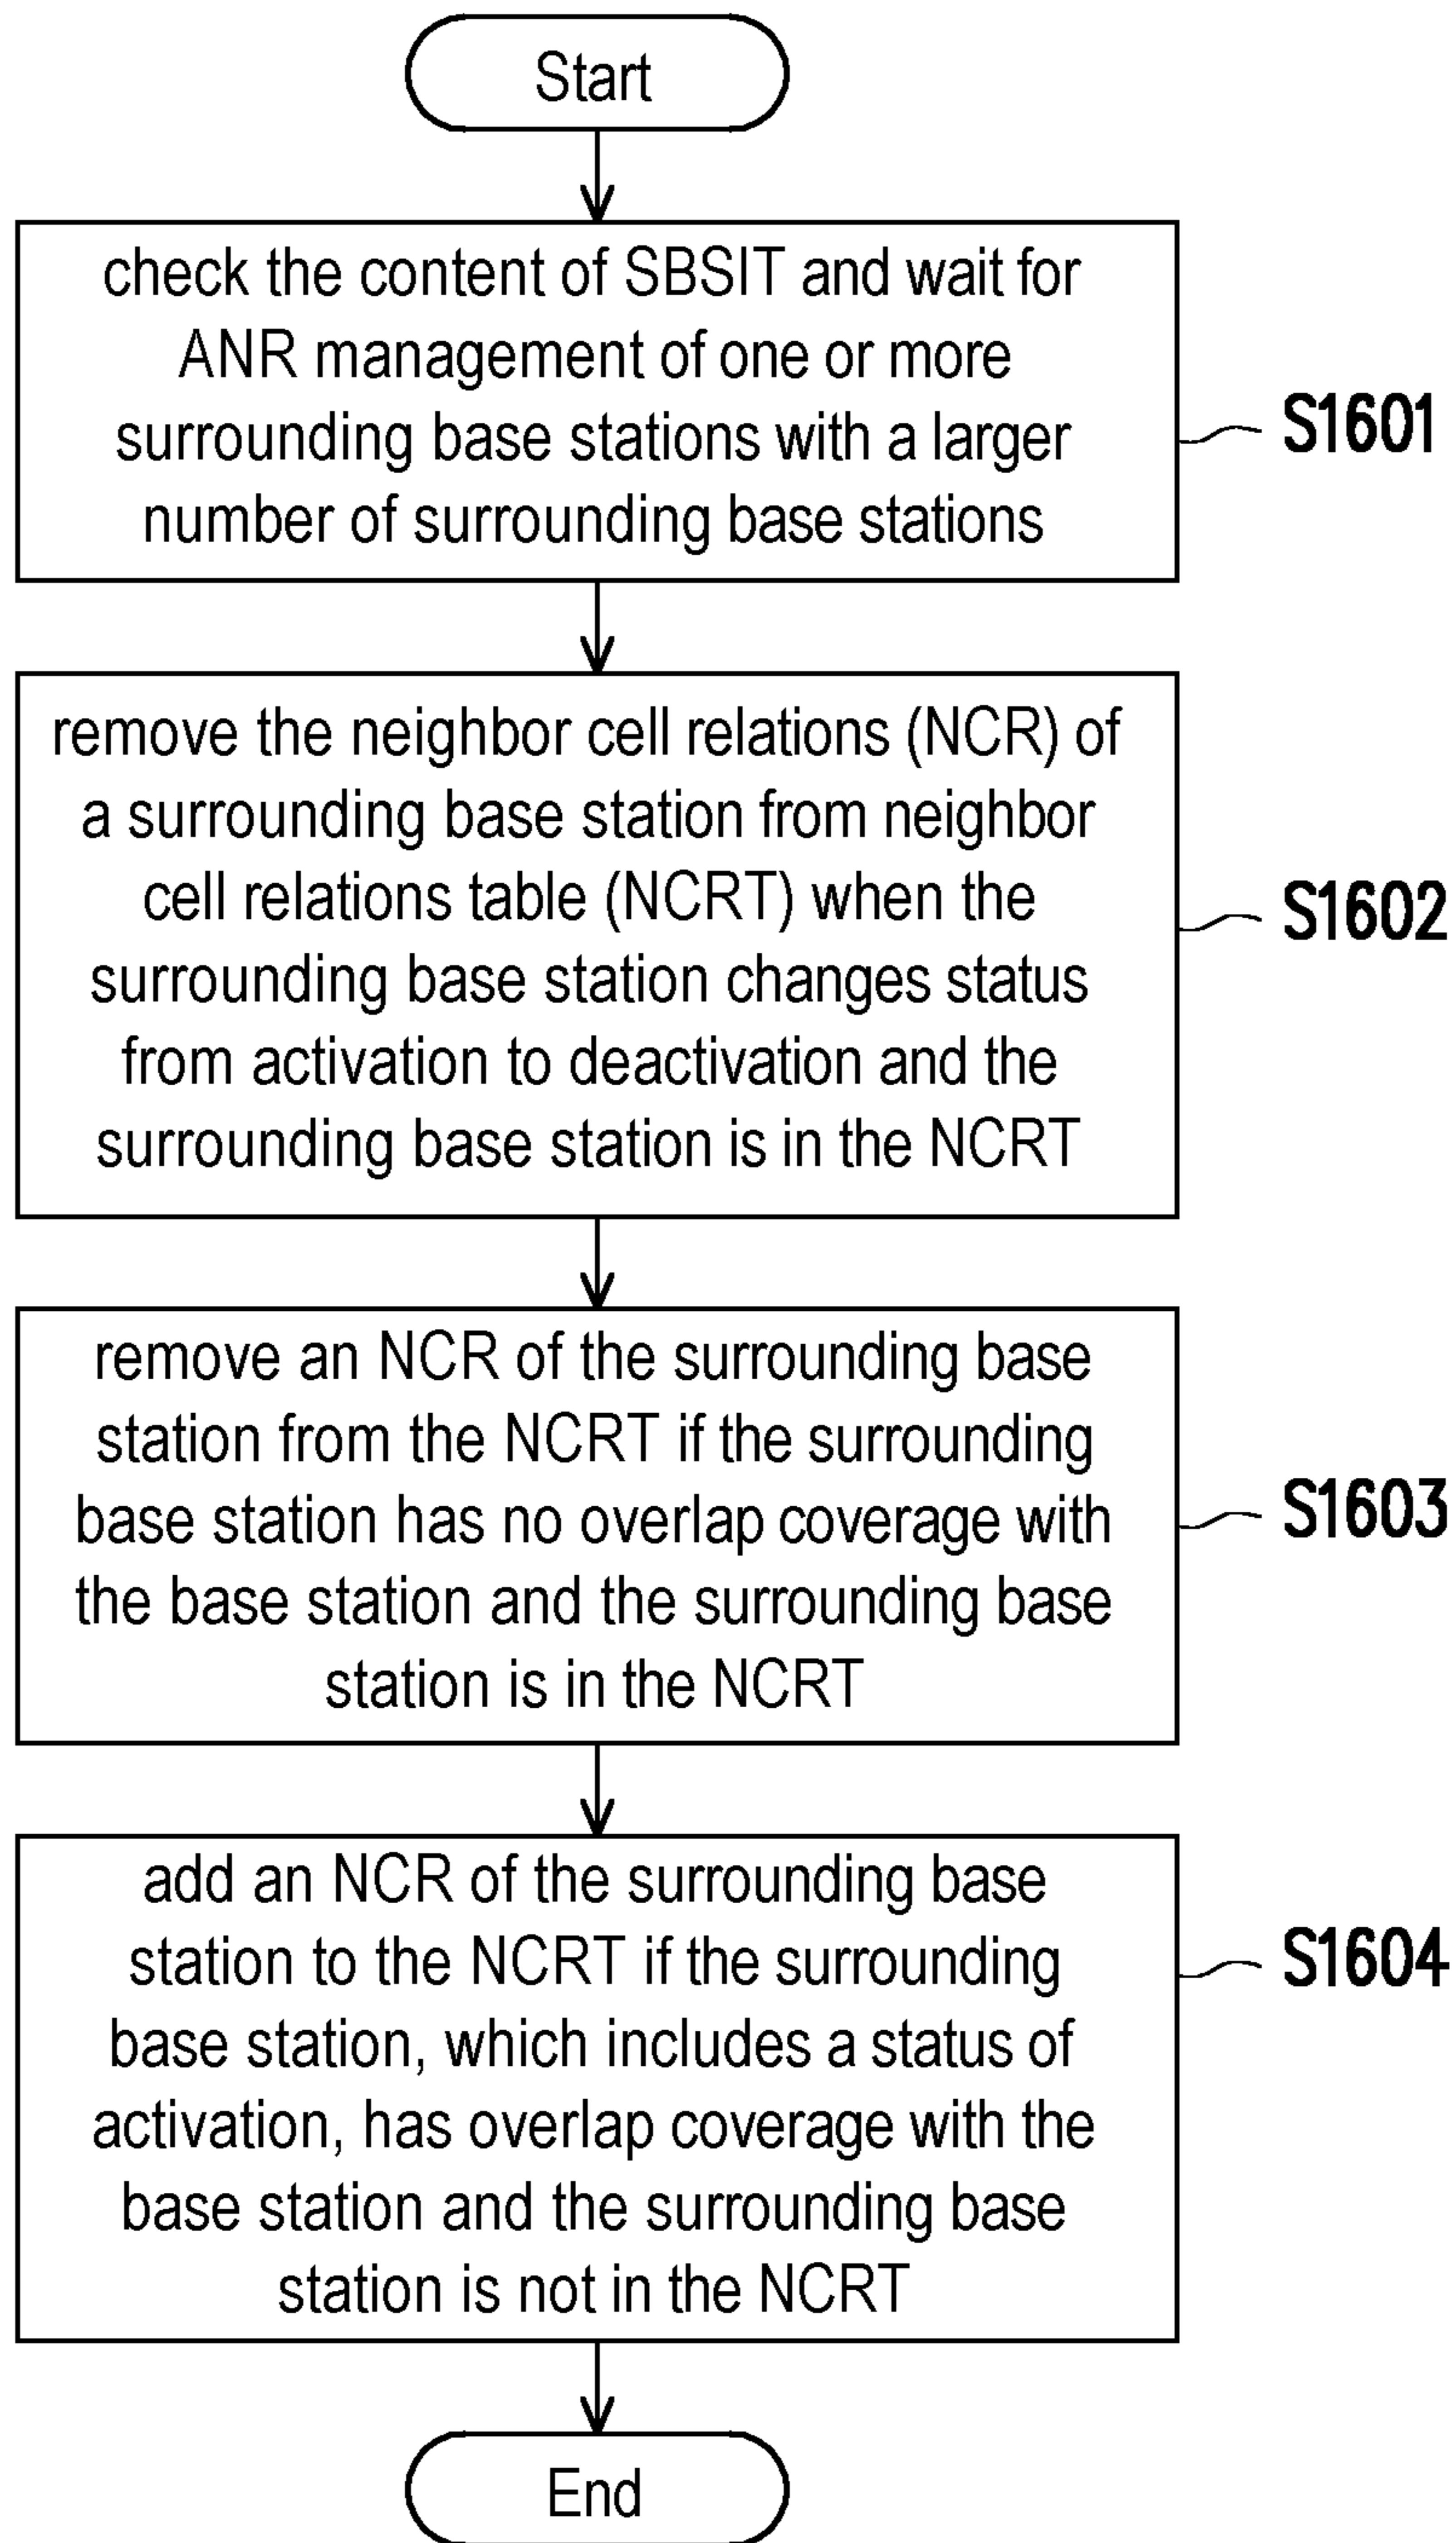 Start
check the content of SBSIT and wait for
ANR management of one or more
surrounding base stations with a larger
number of surrounding base stations
S1601
remove the neighbor cell relations (NCR) of
a surrounding base station from neighbor
cell relations table (NCRT) when the
surrounding base station changes status
from activation to deactivation and the
surrounding base station is in the NCRT
S1602
remove an NCR of the surrounding base
station from the NCRT if the surrounding
base station has no overlap coverage with
the base station and the surrounding base
station is in the NCRT
S1603
add an NCR of the surrounding base
station to the NCRT if the surrounding
base station, which includes a status of
activation, has overlap coverage with the
base station and the surrounding base
station is not in the NCRT
S1604
End